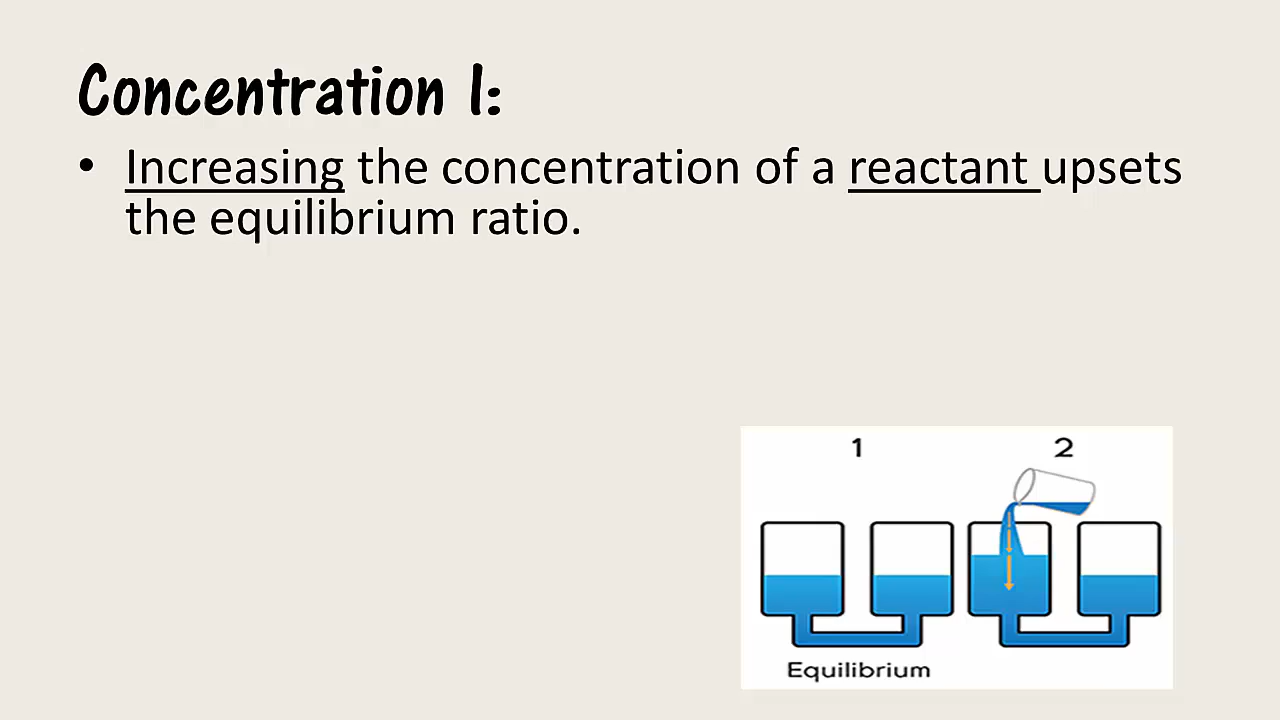 Concentration I:
• Increasing the concentration of a reactant upsets
the equilibrium ratio.
1 2
Equilibrium